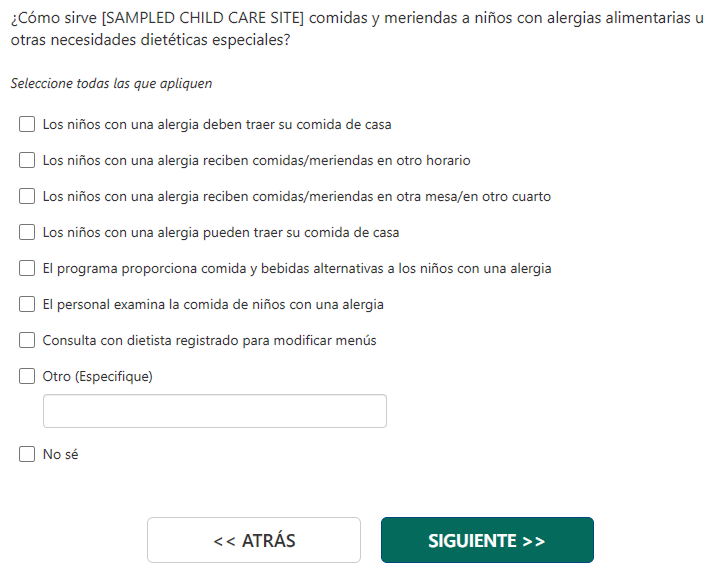 ¿Cómo sirve [SAMPLED CHILD CARE SITE] comidas y meriendas a niños con alergias alimentarias u
otras necesidades dietéticas especiales?
Seleccione todas las que apliquen
Los niños con una alergia deben traer su comida de casa
Los niños con una alergia reciben comidas/meriendas en otro horario
Los niños con una alergia reciben comidas/meriendas en otra mesa/en otro cuarto
Los niños con una alergia pueden traer su comida de casa
El programa proporciona comida y bebidas alternativas a los niños con una alergia
El personal examina la comida de niños con una alergia
Consulta con dietista registrado para modificar menús
Otro (Especifique)
No sé
<< ATRÁS
SIGUIENTE >>